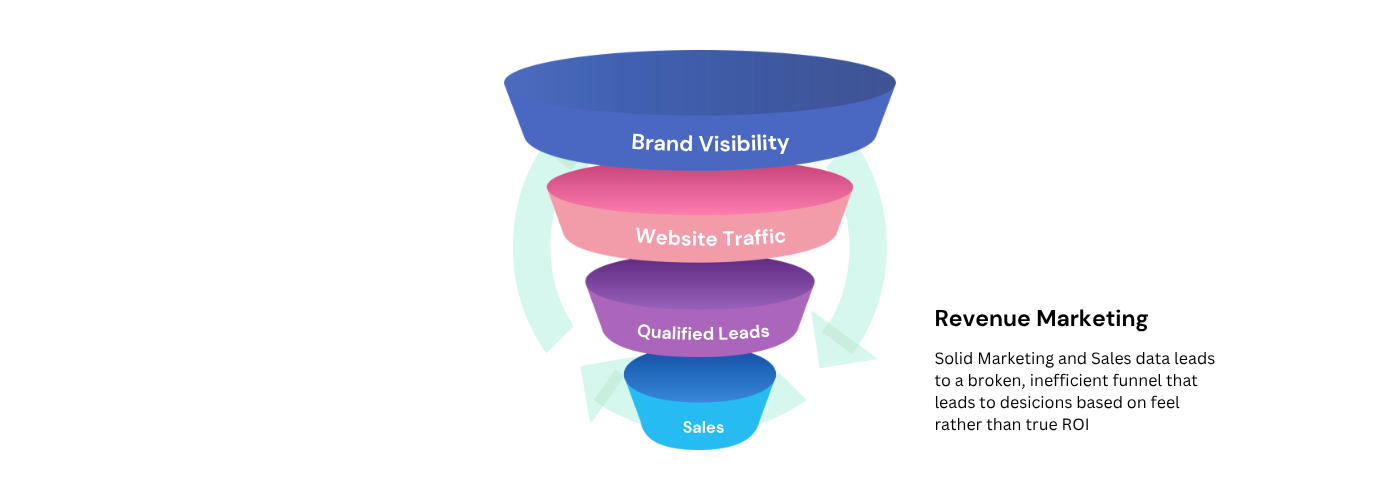 Brand Visibility
Website Traffic
Qualified Leads
Sales
Revenue Marketing
Solid Marketing and Sales data leads
to a broken, inefficient funnel that
leads to desicions based on feel
rather than true ROI